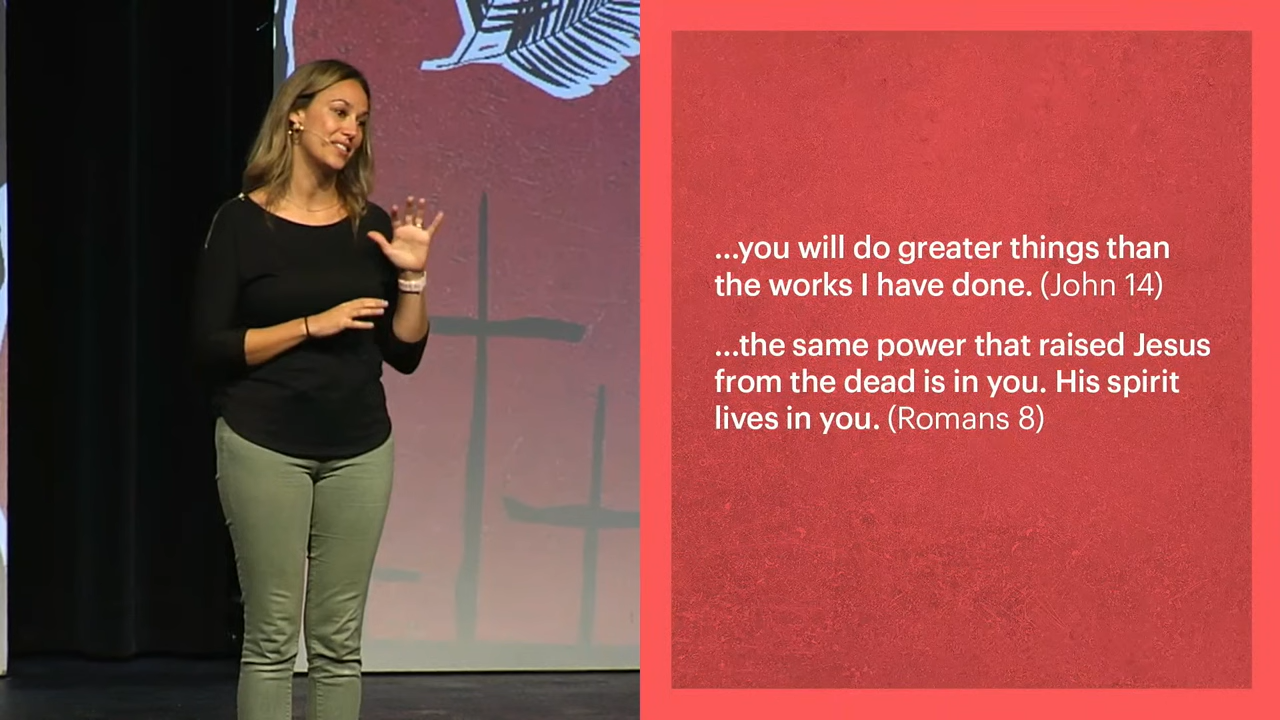 ...you will do greater things than
the works I have done. (John 14)
...the same power that raised Jesus
from the dead is in you. His spirit
lives in you. (Romans 8)